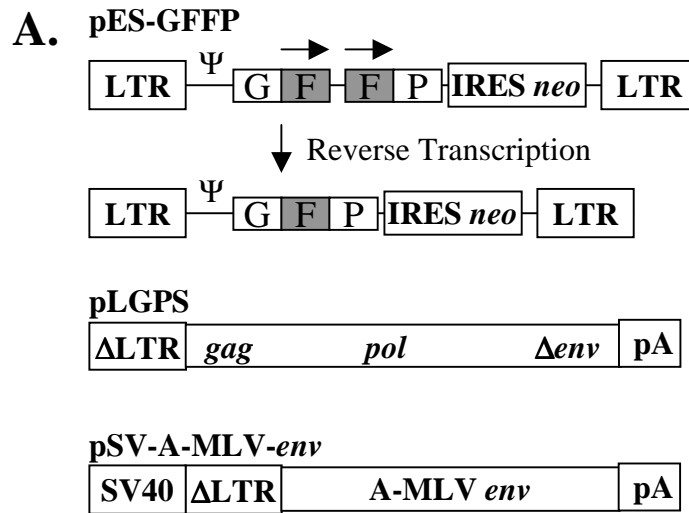 A.
pES-GFFP
Ψ
LTR G F F P IRES neo LTR
Reverse Transcription
Ψ
LTR G F P IRES neo LTR
pLGPS
ΔLTR gag pol Δenv pA
pSV-A-MLV-env
SV40 ΔLTR A-MLV env pA